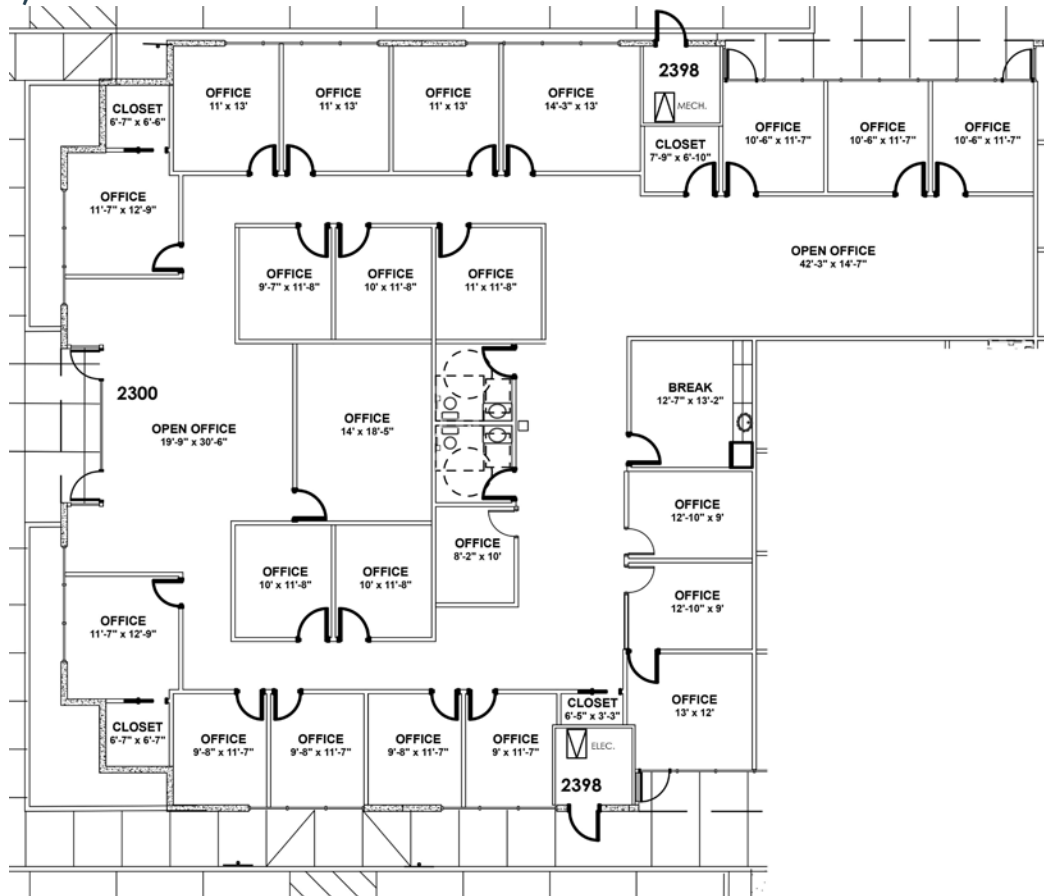 2398
MECH.
CLOSET
6'-7" x 6'-6"
OFFICE
11' x 13'
OFFICE
11' x 13'
OFFICE
11' x 13'
OFFICE
14'-3" x 13'
CLOSET
7'-9" x 6'-10"
OFFICE
10'-6" x 11'-7"
OFFICE
10'-6" x 11'-7"
OFFICE
10'-6" x 11'-7"
OFFICE
11'-7" x 12'-9"
OPEN OFFICE
42'-3" x 14'-7"
OFFICE
9'-7" x 11'-8"
OFFICE
10' x 11'-8"
OFFICE
11' x 11'-8"
2300
OPEN OFFICE
19'-9" x 30'-6"
OFFICE
14' x 18'-5"
BREAK
12'-7" x 13'-2"
OFFICE
12'-10" x 9'
OFFICE
8'-2" x 10'
OFFICE
10' x 11'-8"
OFFICE
10' x 11'-8"
OFFICE
12'-10" x 9'
OFFICE
11'-7" x 12'-9"
OFFICE
13' x 12'
CLOSET
6'-7" x 6'-7"
OFFICE
9'-8" x 11'-7"
OFFICE
9'-8" x 11'-7"
OFFICE
9'-8" x 11'-7"
OFFICE
9' x 11'-7"
CLOSET
6'-5" x 3'-3"
ELEC.
2398